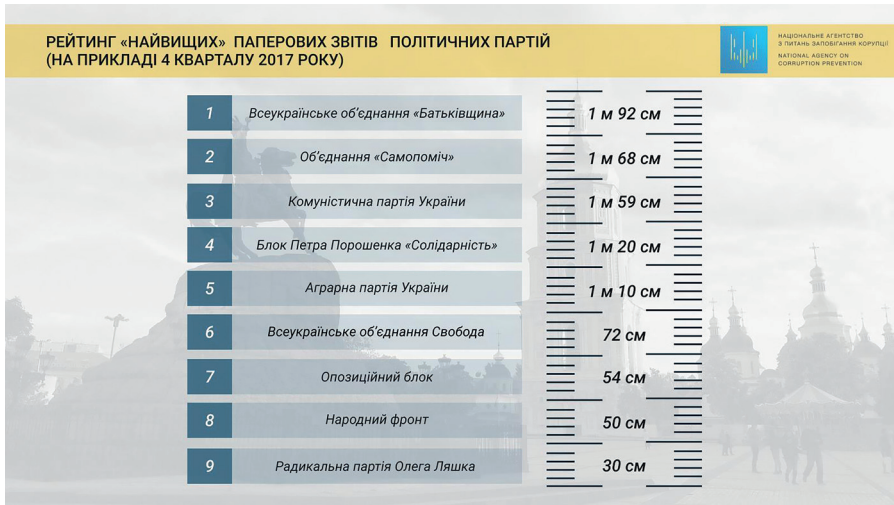 РЕЙТИНГ «НАЙВИЩИХ» ПАПЕРОВИХ ЗВІТІВ ПОЛІТИЧНИХ ПАРТІЙ
(НА ПРИКЛАДІ 4 КВАРТАЛУ 2017 РОКУ)
НАЦІОНАЛЬНЕ АГЕНТСТВО
З ПИТАНЬ ЗАПОБІГАННЯ КОРУПЦІЇ
NATIONAL AGENCY ON
CORRUPTION PREVENTION
1 Всеукраїнське об’єднання «Батьківщина» 1 м 92 см
2 Об’єднання «Самопоміч» 1 м 68 см
3 Комуністична партія України 1 м 59 см
4 Блок Петра Порошенка «Солідарність» 1 м 20 см
5 Аграрна партія України 1 м 10 см
6 Всеукраїнське об’єднання Свобода 72 см
7 Опозиційний блок 54 см
8 Народний фронт 50 см
9 Радикальна партія Олега Ляшка 30 см